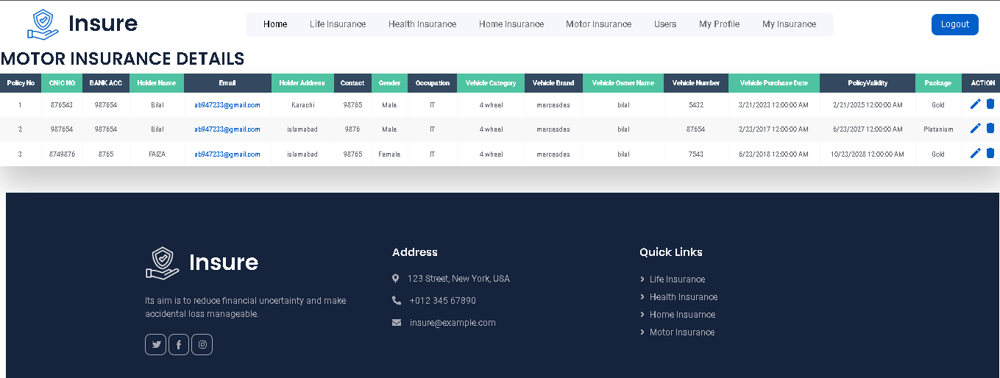 Insure
Home Life Insurance Health Insurance Home Insurance Motor Insurance Users My Profile My Insurance Logout
MOTOR INSURANCE DETAILS
Policy No CNIC NO BANK ACC Holder Name Email Holder Address Contact Gender Occupation Vehicle Category Vehicle Brand Vehicle Owner Name Vehicle Number Vehicle Purchase Date PolicyValidity Package ACTION
1 876543 987654 Bilal ab947233@gmail.com Karachi 98765 Male IT 4 wheel mercesdes bilal 5432 3/21/2023 12:00:00 AM 2/21/2025 12:00:00 AM Gold
2 987654 987654 Bilal ab947233@gmail.com islamabad 9876 Male IT 4 wheel mercesdes bilal 87654 2/23/2017 12:00:00 AM 6/23/2027 12:00:00 AM Platanium
3 8749876 8765 FAIZA ab947233@gmail.com islamabad 98765 Female IT 4 wheel mercesdes bilal 7543 6/23/2018 12:00:00 AM 10/23/2028 12:00:00 AM Gold
Insure
Its aim is to reduce financial uncertainty and make
accidental loss manageable.
Address
123 Street, New York, USA
+012 345 67890
insure@example.com
Quick Links
Life Insurance
Health Insurance
Home Insuarnce
Motor Insurance